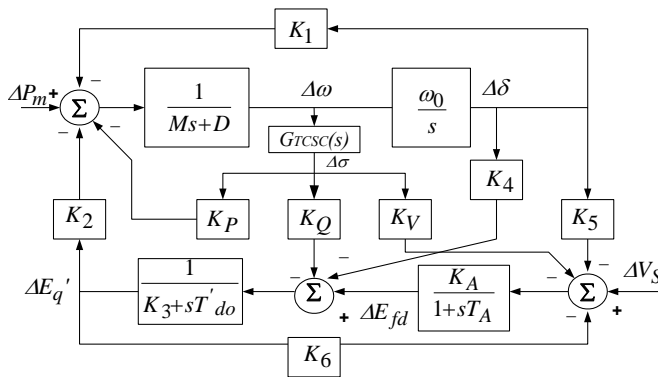 K1
ΔPm +
−
Σ
−
−
1
Ms+D
Δω
ω0
s
Δδ
GTCSC(s)
Δσ
K4
K2
KP
KQ
KV
K5
−
−
−
−
ΔVS
ΔEq'
1
K3+sT'do
−
Σ
+
ΔEfd
KA
1+sTA
−
Σ
+
K6